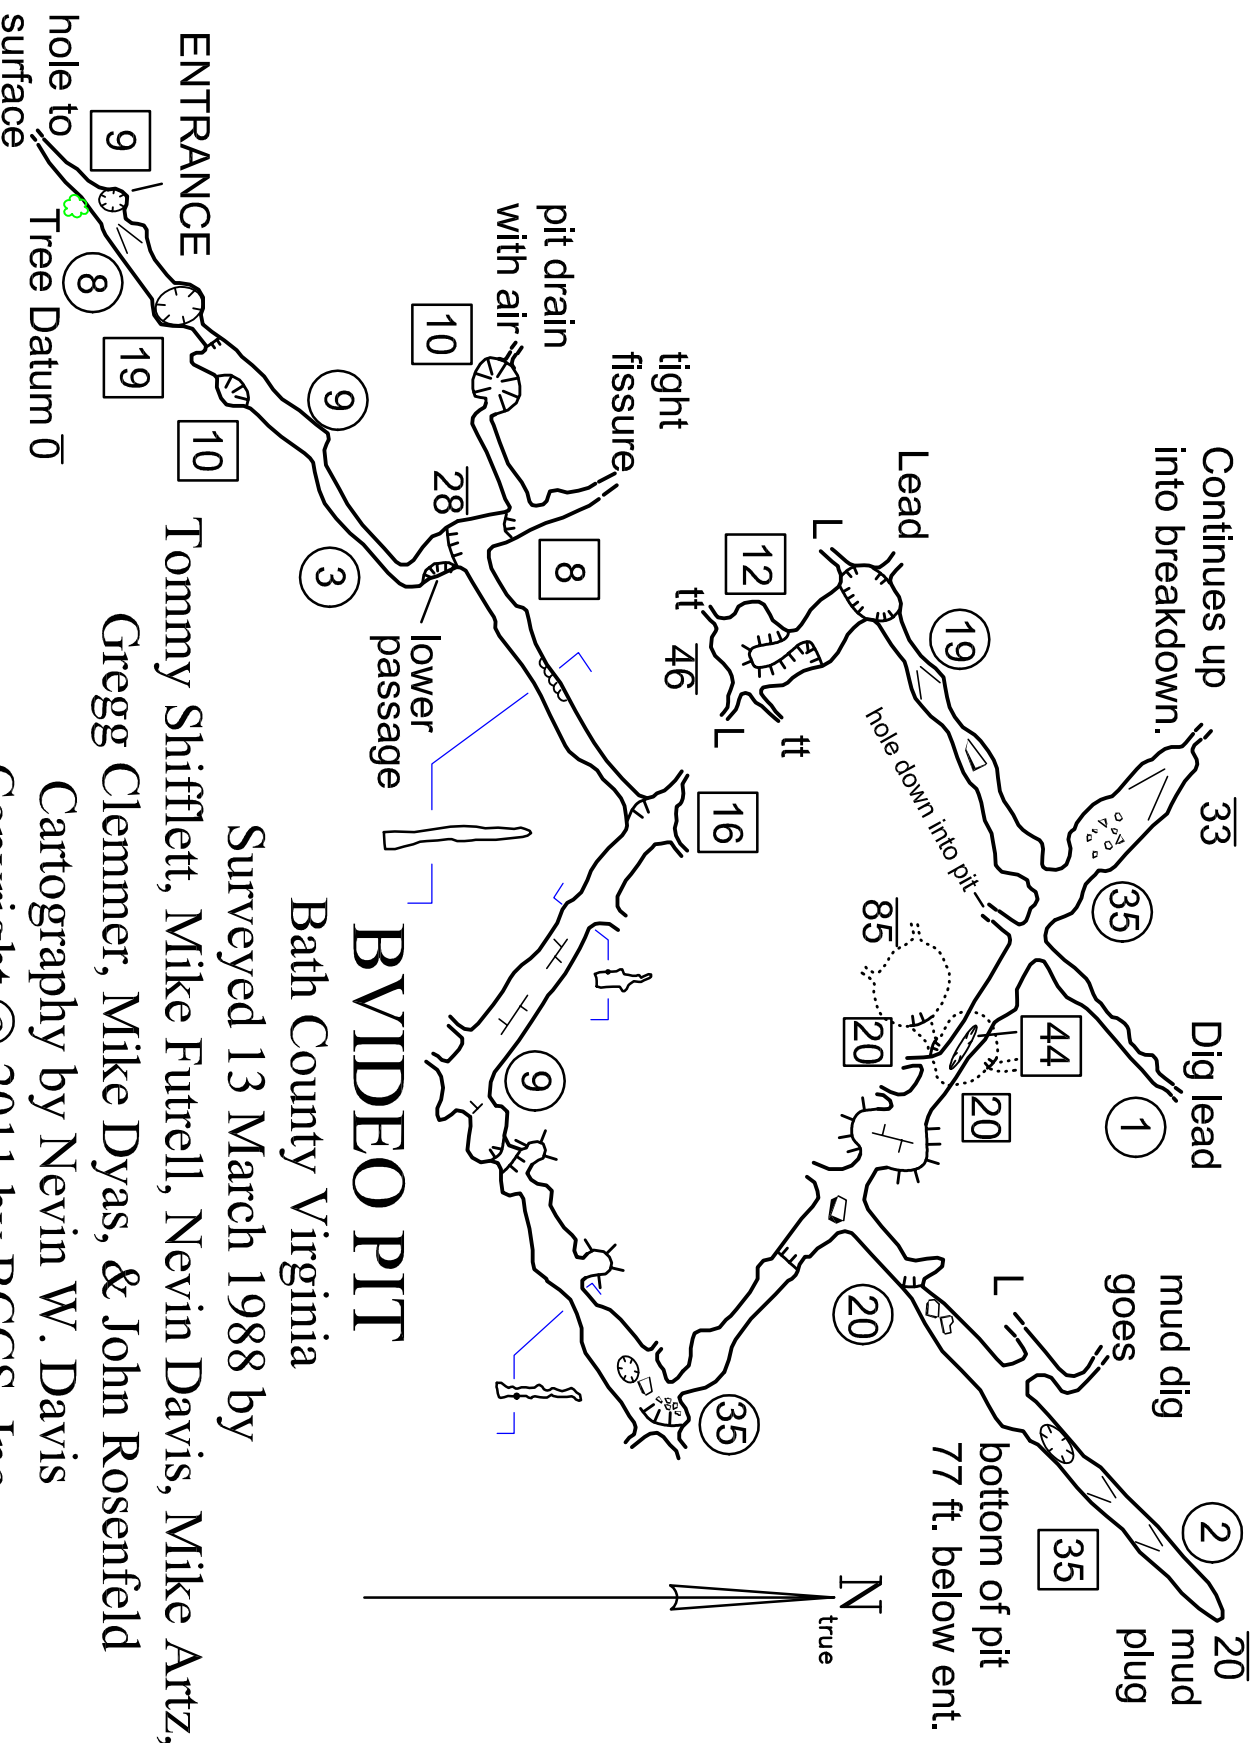 Continues up
into breakdown.
33
35
Dig lead
1
mud dig
goes
L
2
20
mud
plug
35
bottom of pit
77 ft. below ent.
Lead
L
19
hole down into pit
85
20
44
20
20
N
true
12
tt
46
L
tt
tight
fissure
pit drain
with air
10
8
28
16
lower
passage
9
35
ENTRANCE
9
hole to
surface
Tree Datum 0
8
19
10
9
3
BVIDEO PIT
Bath County Virginia
Surveyed 13 March 1988 by
Tommy Shifflett, Mike Futrell, Nevin Davis, Mike Artz,
Gregg Clemmer, Mike Dyas, & John Rosenfeld
Cartography by Nevin W. Davis
Copyright © 2011 by